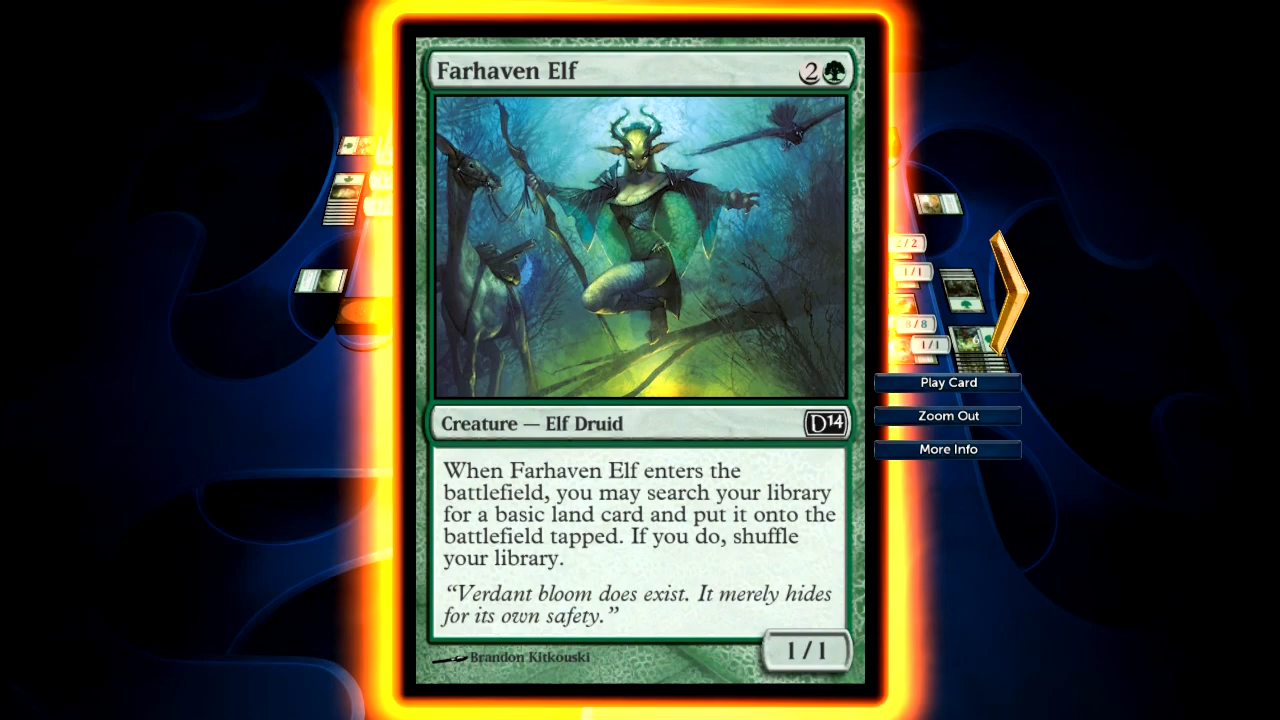 Farhaven Elf
2
2/2
1/1
8/8
1/1
Play Card
Zoom Out
More Info
Creature — Elf Druid
D14
When Farhaven Elf enters the
battlefield, you may search your library
for a basic land card and put it onto the
battlefield tapped. If you do, shuffle
your library.
“Verdant bloom does exist. It merely hides
for its own safety.”
Brandon Kitkouski
1/1